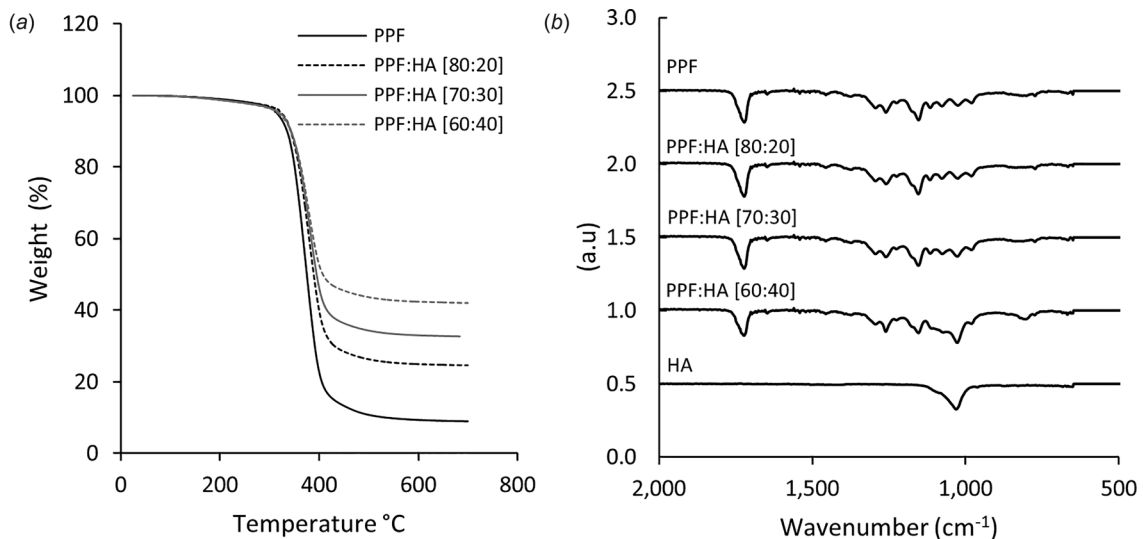 (a)
120
100
80
60
40
20
0
Weight (%)
0 200 400 600 800
Temperature °C
PPF
PPF:HA [80:20]
PPF:HA [70:30]
PPF:HA [60:40]
(b)
3.0
2.5
2.0
1.5
1.0
0.5
0.0
(a.u)
PPF
PPF:HA [80:20]
PPF:HA [70:30]
PPF:HA [60:40]
HA
2,000 1,500 1,000 500
Wavenumber (cm⁻¹)